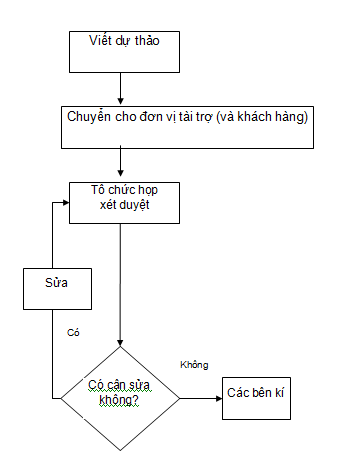 Viết dự thảo
Chuyển cho đơn vị tài trợ (và khách hàng)
Tổ chức họp
xét duyệt
Sửa
Có
Không
Có cần sửa
không?
Các bên kí